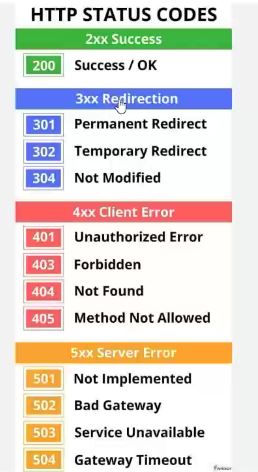 HTTP STATUS CODES
2xx Success
200 Success / OK
3xx Redirection
301 Permanent Redirect
302 Temporary Redirect
304 Not Modified
4xx Client Error
401 Unauthorized Error
403 Forbidden
404 Not Found
405 Method Not Allowed
5xx Server Error
501 Not Implemented
502 Bad Gateway
503 Service Unavailable
504 Gateway Timeout